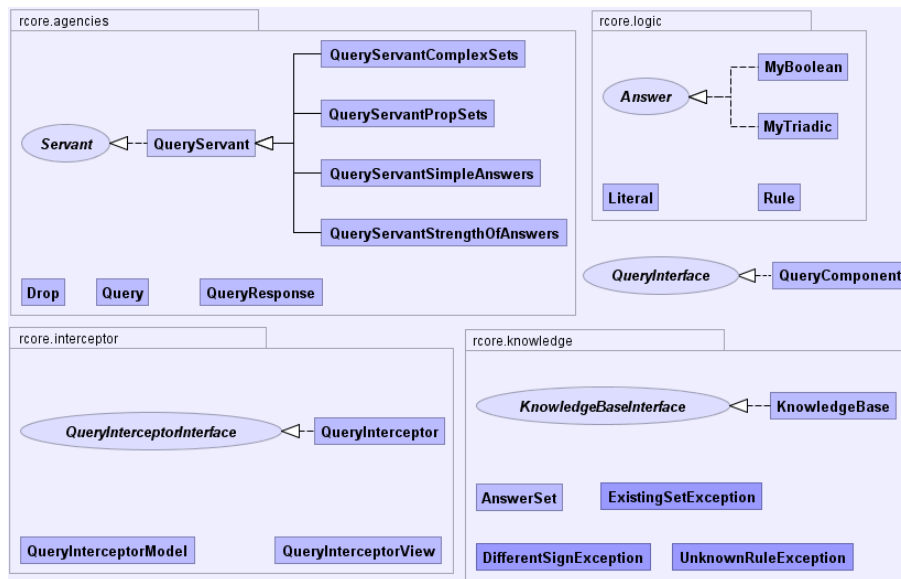 rcore.agencies
QueryServantComplexSets
QueryServantPropSets
Servant
QueryServant
QueryServantSimpleAnswers
QueryServantStrengthOfAnswers
Drop
Query
QueryResponse
rcore.logic
MyBoolean
Answer
MyTriadic
Literal
Rule
QueryInterface
QueryComponent
rcore.interceptor
QueryInterceptorInterface
QueryInterceptor
QueryInterceptorModel
QueryInterceptorView
rcore.knowledge
KnowledgeBaseInterface
KnowledgeBase
AnswerSet
ExistingSetException
DifferentSignException
UnknownRuleException